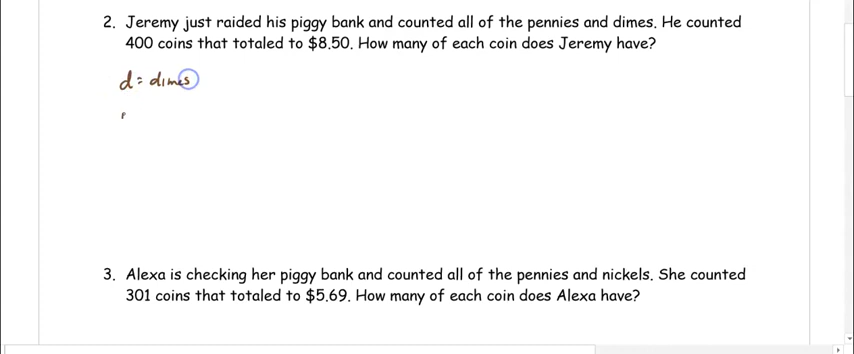 2. Jeremy just raided his piggy bank and counted all of the pennies and dimes. He counted
400 coins that totaled to $8.50. How many of each coin does Jeremy have?
d = dimes
3. Alexa is checking her piggy bank and counted all of the pennies and nickels. She counted
301 coins that totaled to $5.69. How many of each coin does Alexa have?